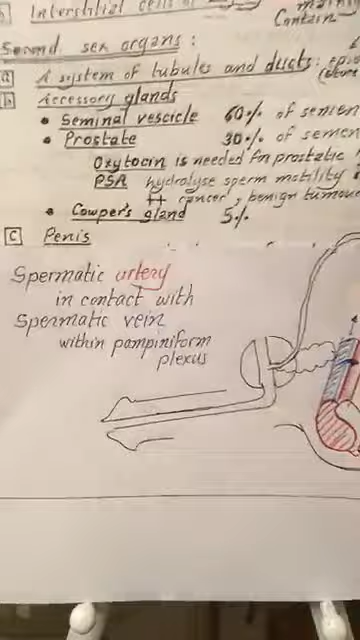 b Interstitial cells of
Contain
Second. sex organs:
a A system of tubules and ducts:
b Accessory glands
• Seminal vescicle 60% of semen
• Prostate 30% of semen
Oxytocin is needed for prostatic
PSA hydrolyse sperm motility
++ cancer, benign tumour
• Cowper's gland 5%
c Penis
Spermatic artery
in contact with
Spermatic vein
within pampiniform
plexus